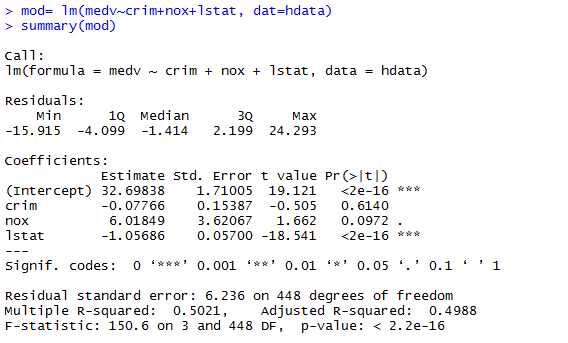 > mod= lm(medv~crim+nox+lstat, dat=hdata)
> summary(mod)
Call:
lm(formula = medv ~ crim + nox + lstat, data = hdata)
Residuals:
    Min      1Q  Median      3Q     Max
-15.915  -4.099  -1.414   2.199  24.293
Coefficients:
            Estimate Std. Error t value Pr(>|t|)
(Intercept) 32.69838    1.71005  19.121   <2e-16 ***
crim        -0.07766    0.15387  -0.505   0.6140
nox          6.01849    3.62067   1.662   0.0972 .
lstat       -1.05686    0.05700 -18.541   <2e-16 ***
---
Signif. codes:  0 ‘***’ 0.001 ‘**’ 0.01 ‘*’ 0.05 ‘.’ 0.1 ‘ ’ 1
Residual standard error: 6.236 on 448 degrees of freedom
Multiple R-squared:  0.5021,    Adjusted R-squared:  0.4988
F-statistic: 150.6 on 3 and 448 DF,  p-value: < 2.2e-16